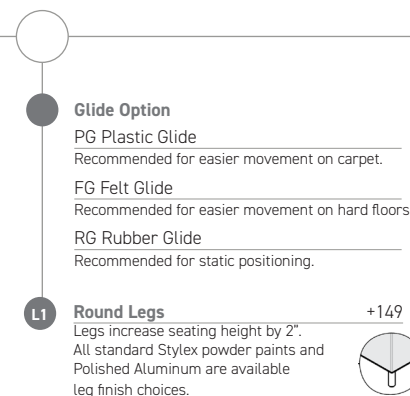 Glide Option
PG Plastic Glide
Recommended for easier movement on carpet.
FG Felt Glide
Recommended for easier movement on hard floors
RG Rubber Glide
Recommended for static positioning.
L1 Round Legs +149
Legs increase seating height by 2".
All standard Stylex powder paints and
Polished Aluminum are available
leg finish choices.